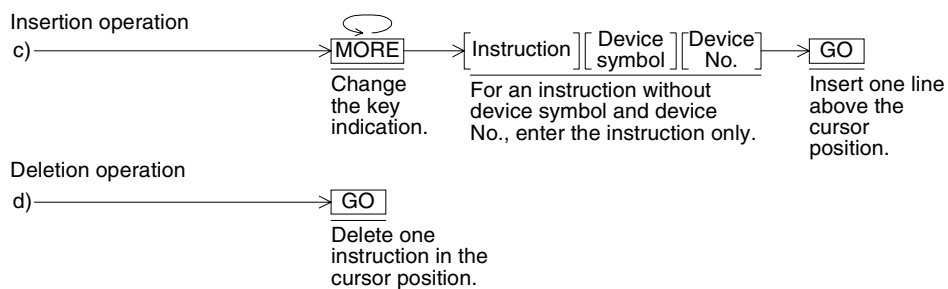 Insertion operation
c) MORE [Instruction] [Device symbol] [Device No.] GO
Change the key indication.
For an instruction without device symbol and device No., enter the instruction only.
Insert one line above the cursor position.
Deletion operation
d) GO
Delete one instruction in the cursor position.